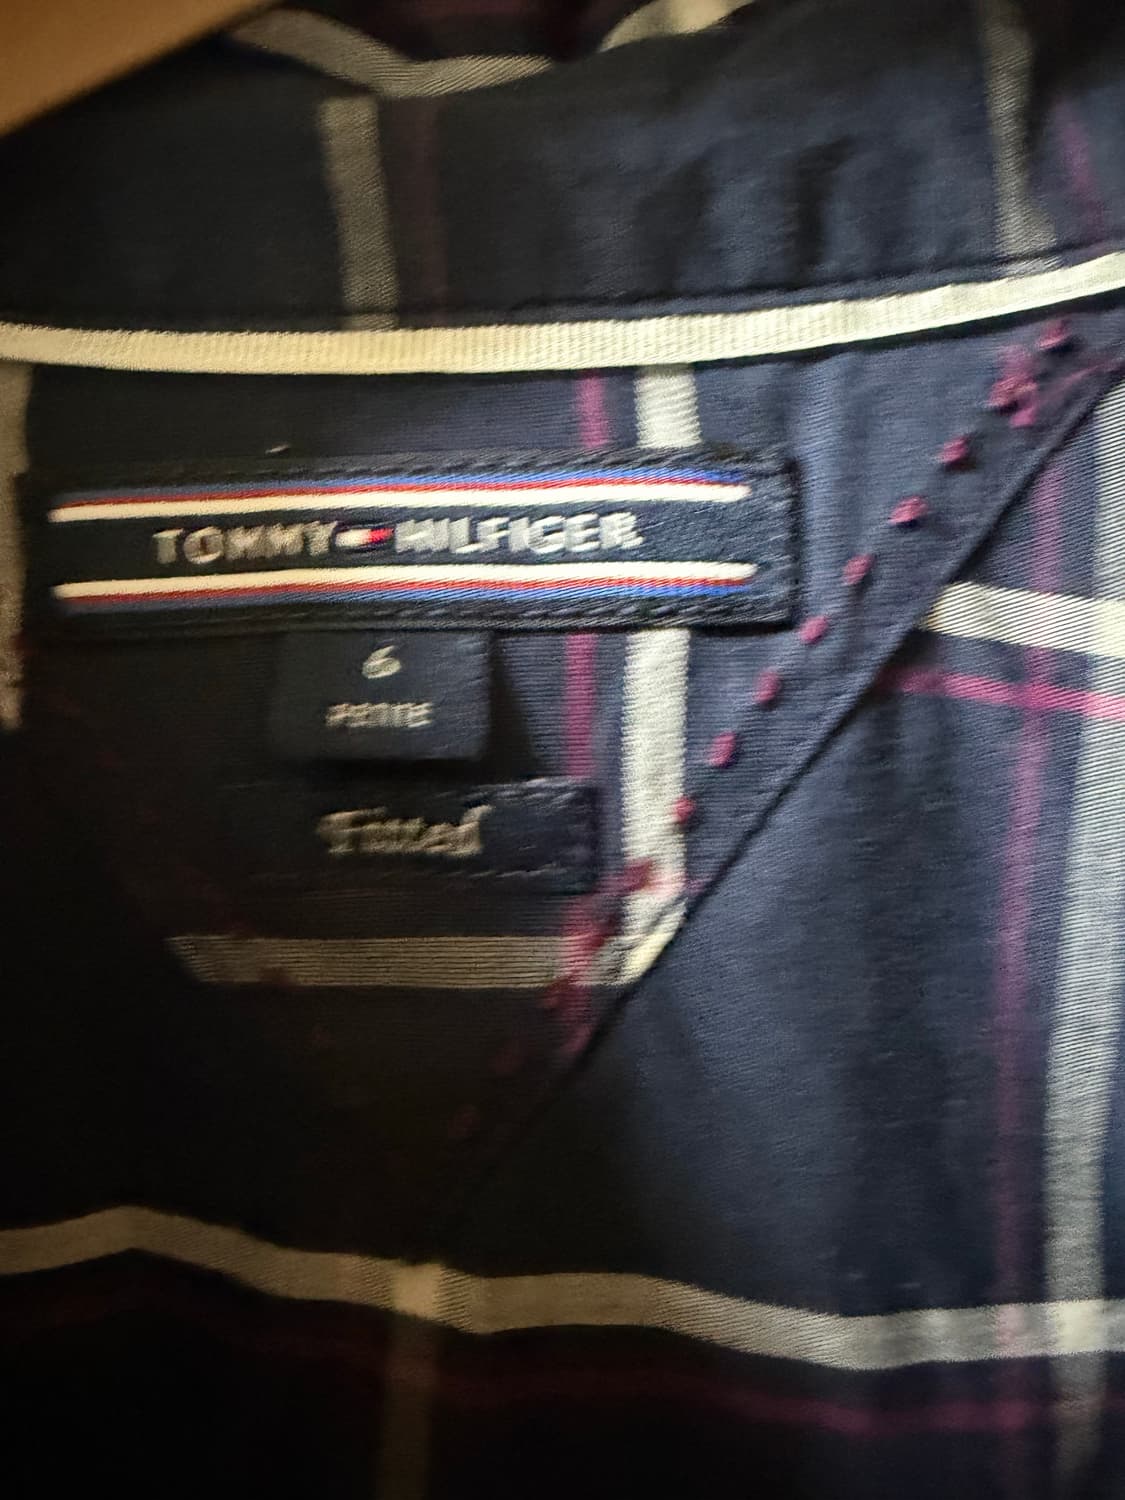 TOMMY HILFIGER
6
PETITE
Fitted